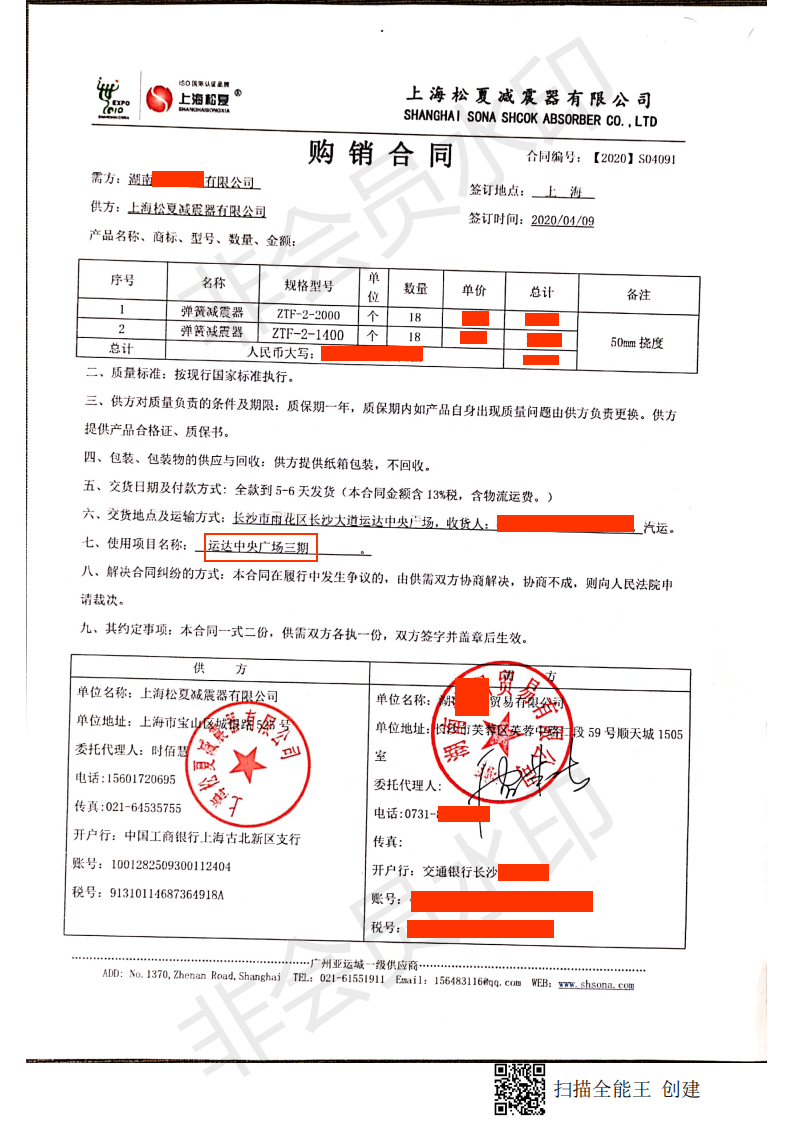 ISO国际认证品牌
EXPO
2010
SHANGHAI CHINA
上海松夏®
SHANGHAISONGXIA
上海松夏减震器有限公司
SHANGHAI SONA SHCOK ABSORBER CO.,LTD
购销合同
合同编号：【2020】S04091
需方：湖南 有限公司
签订地点： 上 海
供方：上海松夏减震器有限公司
签订时间：2020/04/09
产品名称、商标、型号、数量、金额：
序号 名称 规格型号 单位 数量 单价 总计 备注
1 弹簧减震器 ZTF-2-2000 个 18
2 弹簧减震器 ZTF-2-1400 个 18
50mm 挠度
总计 人民币大写：
二、质量标准：按现行国家标准执行。
三、供方对质量负责的条件及期限：质保期一年，质保期内如产品自身出现质量问题由供方负责更换。供方
提供产品合格证、质保书。
四、包装、包装物的供应与回收：供方提供纸箱包装，不回收。
五、交货日期及付款方式：全款到5-6天发货（本合同金额含13%税，含物流运费。）
六、交货地点及运输方式：长沙市雨花区长沙大道运达中央广场，收货人： 。汽运。
七、使用项目名称： 运达中央广场三期 。
八、解决合同纠纷的方式：本合同在履行中发生争议的，由供需双方协商解决，协商不成，则向人民法院申
请裁决。
九、其约定事项：本合同一式二份，供需双方各执一份，双方签字并盖章后生效。
供 方
单位名称：上海松夏减震器有限公司
单位地址：上海市宝山区城银路525号
委托代理人：时佰慧
电话：15601720695
传真：021-64535755
开户行：中国工商银行上海古北新区支行
账号：1001282509300112404
税号：91310114687364918A
上海松夏减震器有限公司
方
单位名称：湖 贸易有限公司
单位地址：长沙市芙蓉区芙蓉中路二段59号顺天城1505
室
委托代理人：
电话：0731-
传真：
开户行：交通银行长沙
账号：
税号：
湖南 贸易有限公司
广州亚运城一级供应商
ADD: No.1370,Zhenan Road,Shanghai TEL: 021-61551911 Email: 156483116@qq.com WEB: www.shsona.com
非会员水印
非会员水印
扫描全能王 创建